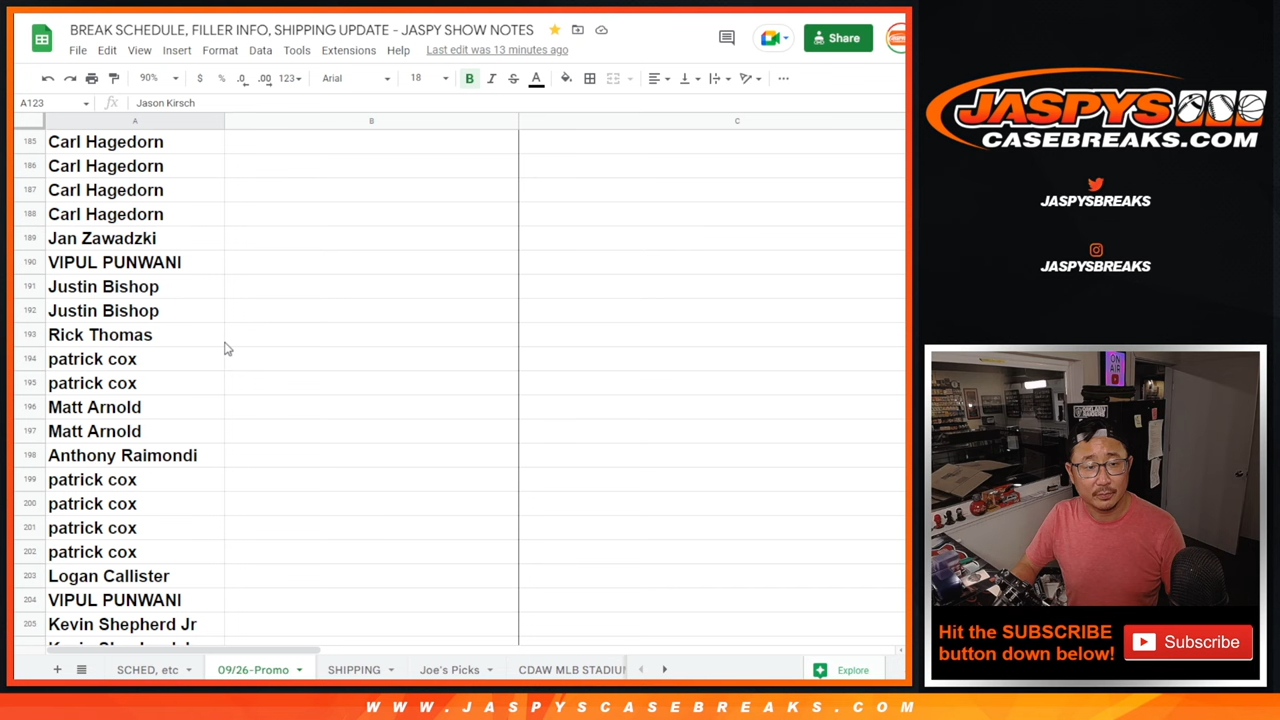 BREAK SCHEDULE, FILLER INFO, SHIPPING UPDATE - JASPY SHOW NOTES
File Edit View Insert Format Data Tools Extensions Help Last edit was 13 minutes ago
Share
90% $ % .0 .00 123 Arial 18 B I S A
A123 fx Jason Kirsch
A B C
185 Carl Hagedorn
186 Carl Hagedorn
187 Carl Hagedorn
188 Carl Hagedorn
189 Jan Zawadzki
190 VIPUL PUNWANI
191 Justin Bishop
192 Justin Bishop
193 Rick Thomas
194 patrick cox
195 patrick cox
196 Matt Arnold
197 Matt Arnold
198 Anthony Raimondi
199 patrick cox
200 patrick cox
201 patrick cox
202 patrick cox
203 Logan Callister
204 VIPUL PUNWANI
205 Kevin Shepherd Jr
SCHED, etc 09/26-Promo SHIPPING Joe's Picks CDAW MLB STADIU Explore
JASPYS
CASEBREAKS.COM
JASPYSBREAKS
JASPYSBREAKS
ON
AIR
Hit the SUBSCRIBE
button down below!
Subscribe
WWW.JASPYSCASEBREAKS.COM